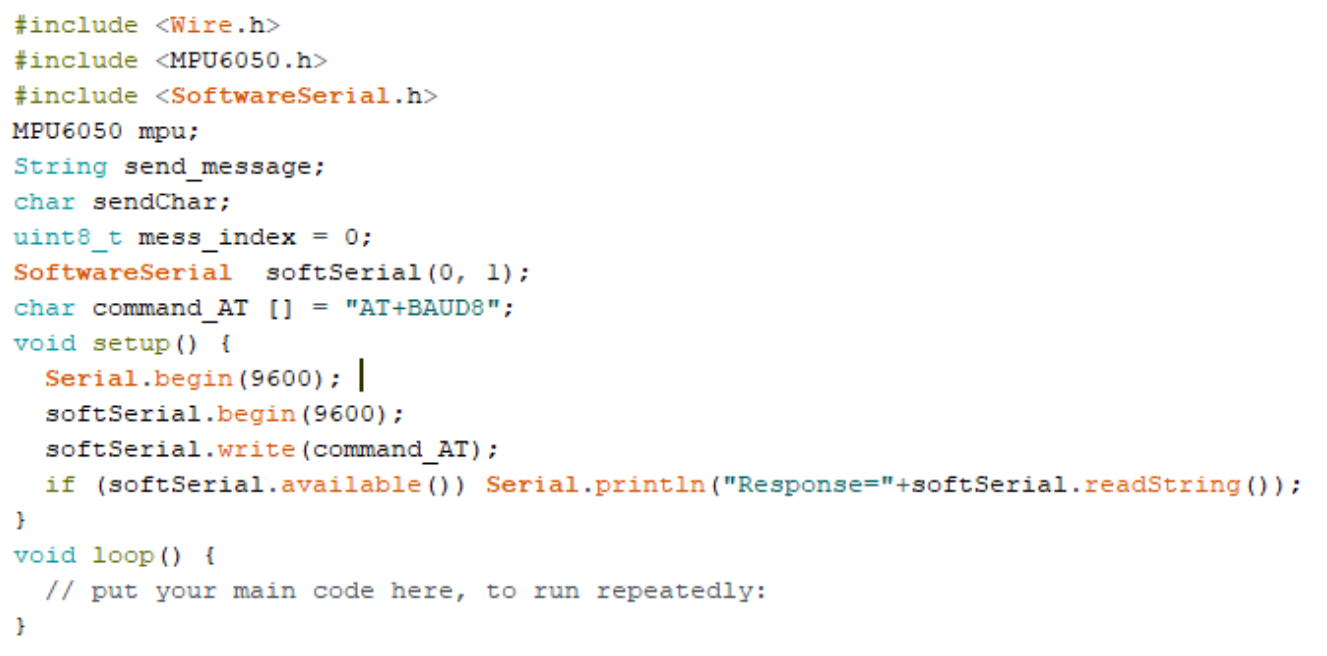 #include <Wire.h>
#include <MPU6050.h>
#include <SoftwareSerial.h>
MPU6050 mpu;
String send_message;
char sendChar;
uint8_t mess_index = 0;
SoftwareSerial  softSerial(0, 1);
char command_AT [] = "AT+BAUD8";
void setup() {
  Serial.begin(9600);
  softSerial.begin(9600);
  softSerial.write(command_AT);
  if (softSerial.available()) Serial.println("Response="+softSerial.readString());
}
void loop() {
  // put your main code here, to run repeatedly:
}